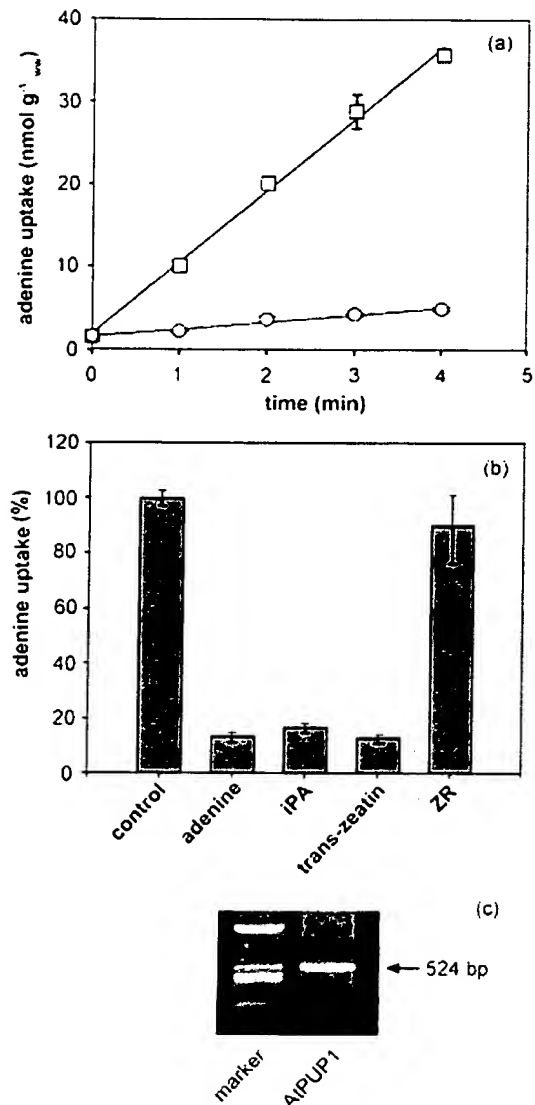 (a)
adenine uptake (nmol g⁻¹ ww)
40
30
20
10
0
0 1 2 3 4 5
time (min)
(b)
adenine uptake (%)
120
100
80
60
40
20
0
control
adenine
iPA
trans-zeatin
ZR
(c)
524 bp
marker
AtPUP1